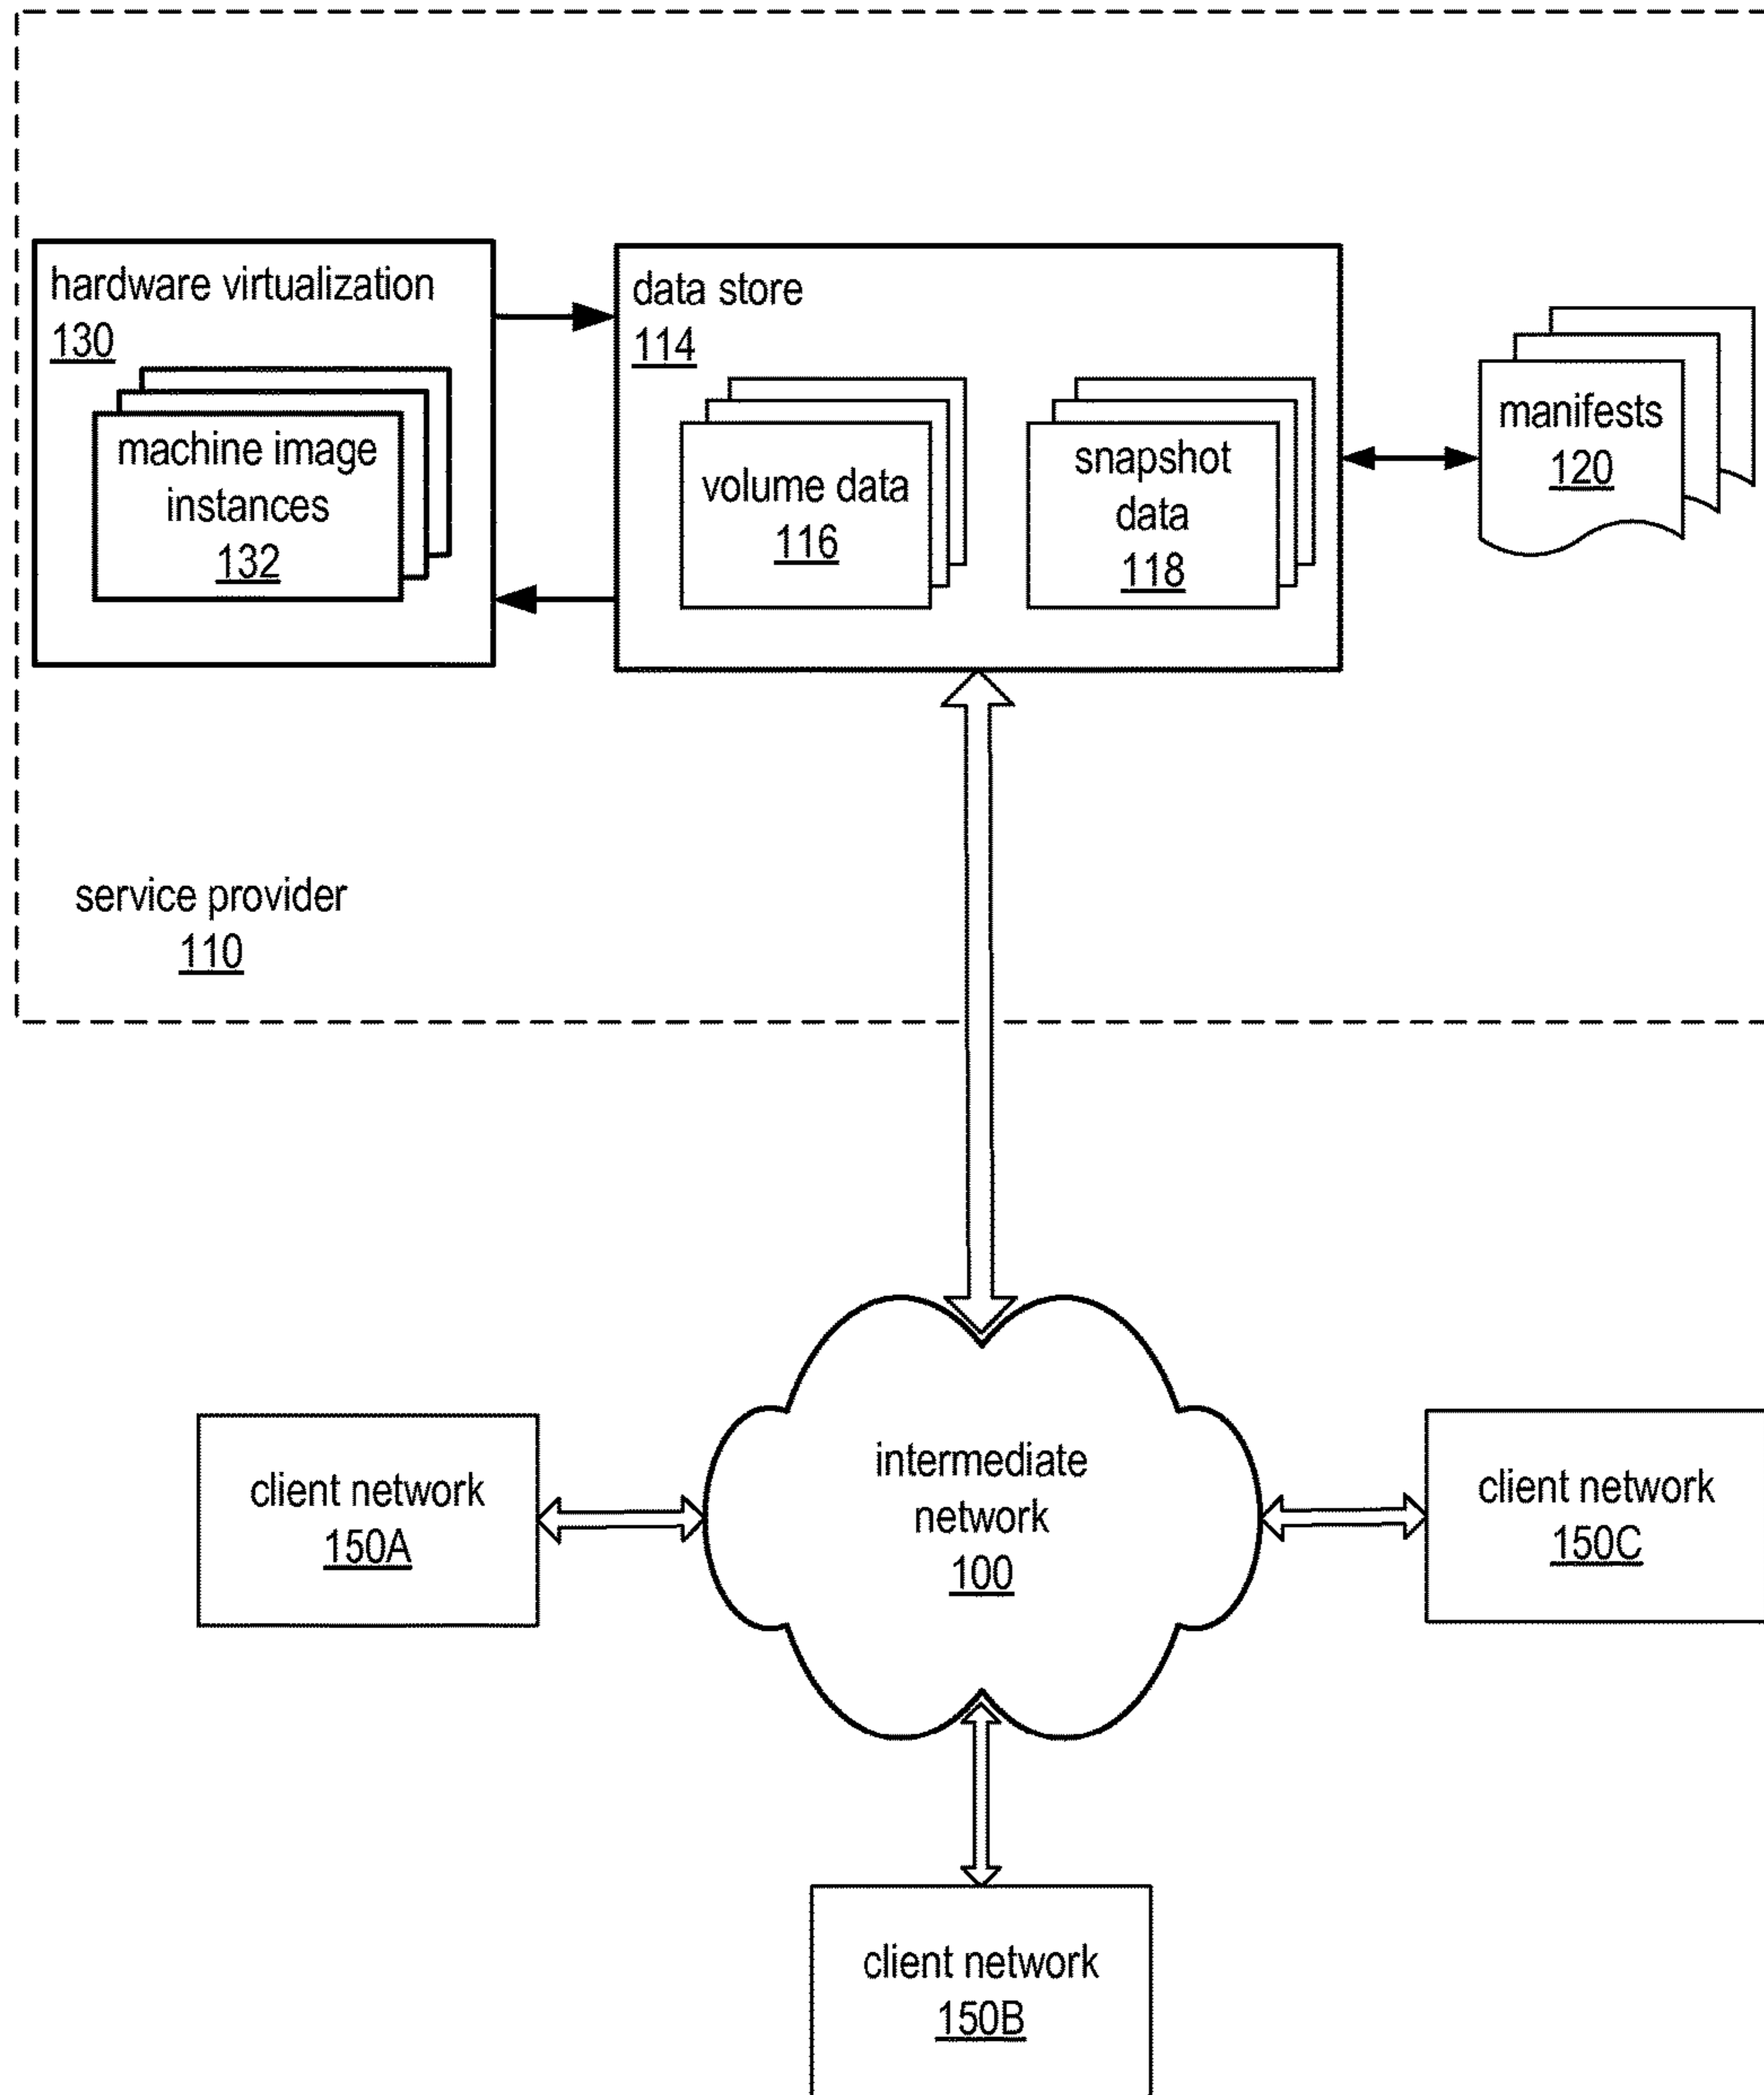 hardware virtualization
130
machine image
instances
132
data store
114
volume data
116
snapshot
data
118
manifests
120
service provider
110
intermediate
network
100
client network
150A
client network
150C
client network
150B